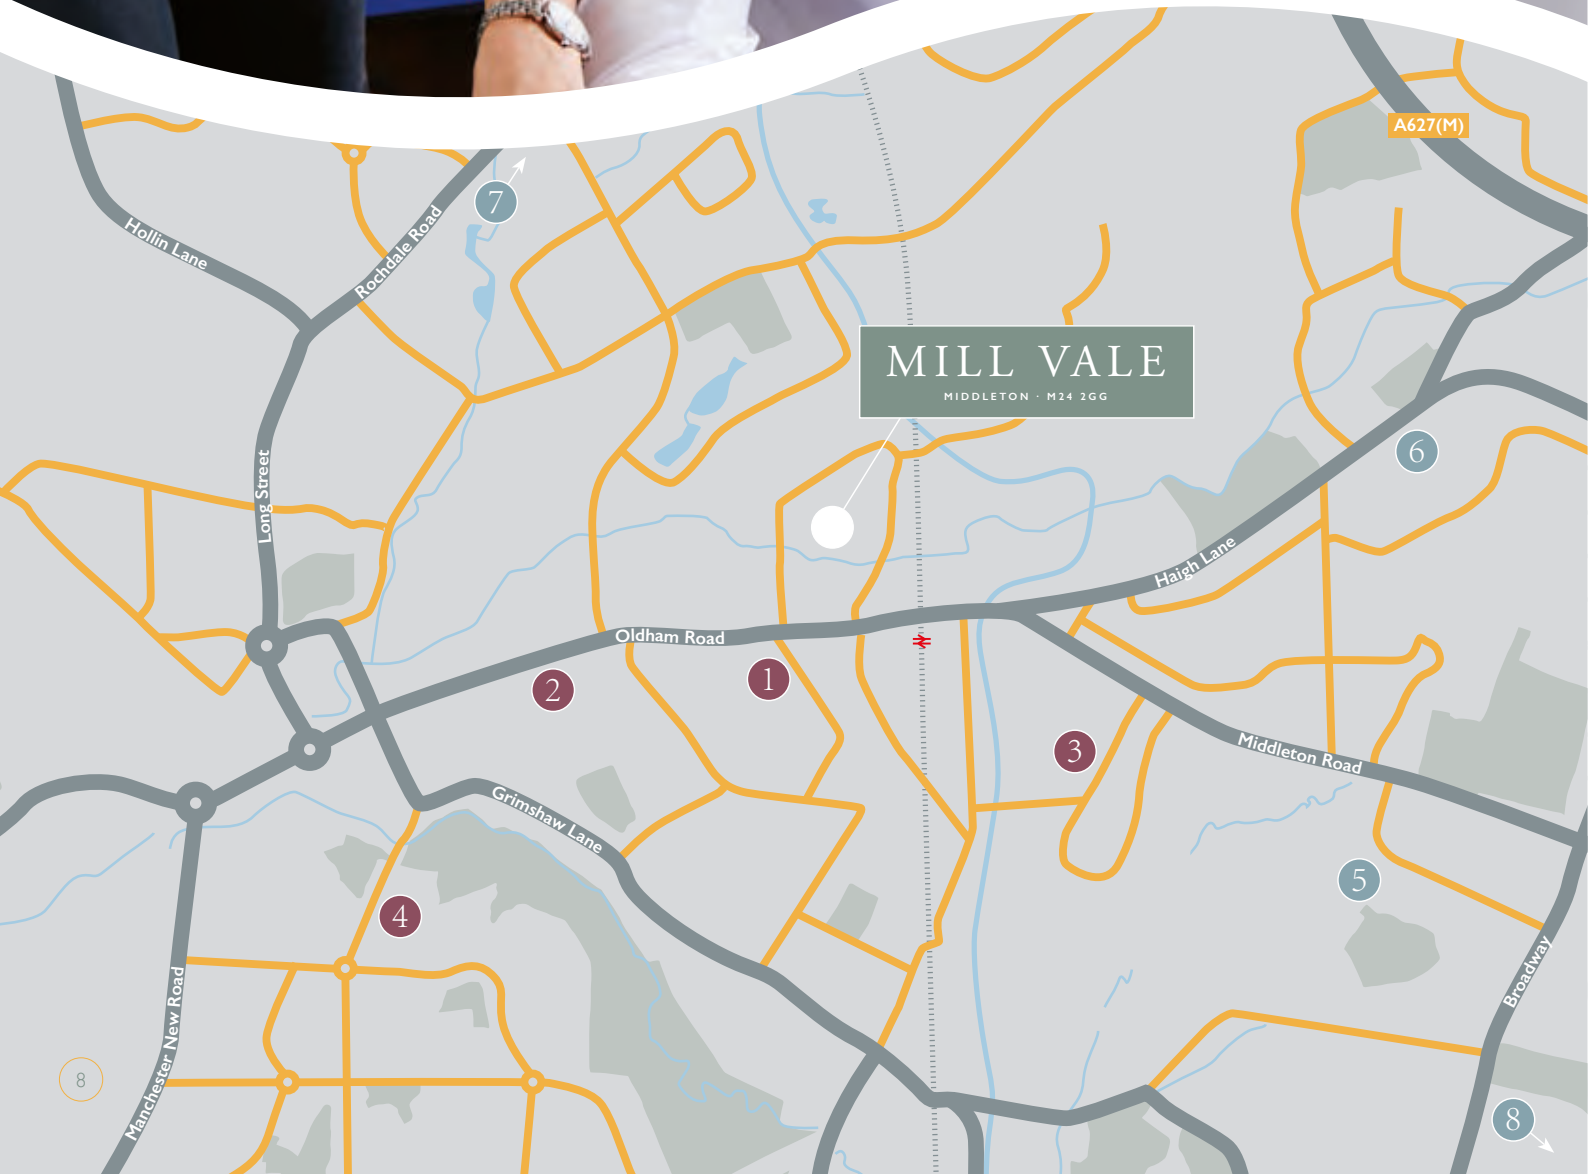 A627(M)
7
Hollin Lane
Rochdale Road
MILL VALE
MIDDLETON · M24 2GG
6
Long Street
Haigh Lane
Oldham Road
1
2
3
Middleton Road
Grimshaw Lane
5
4
Broadway
Manchester New Road
8
8